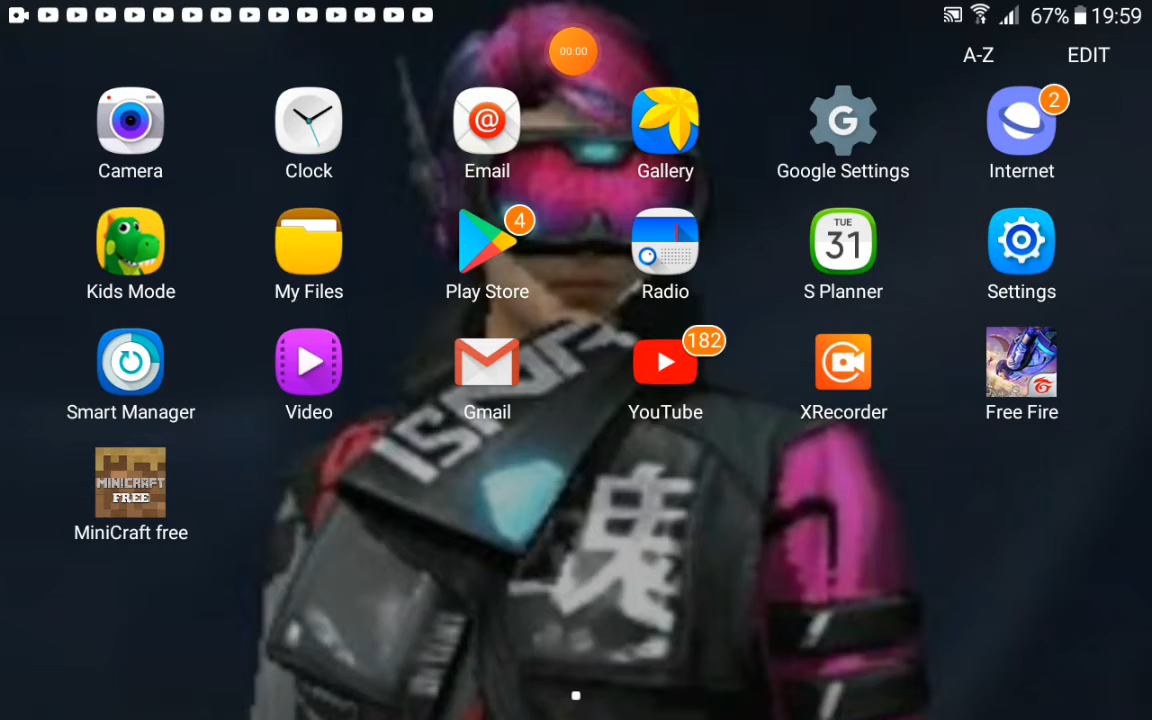 67% 19:59
00:00
A-Z EDIT
@ G 2
Camera Clock Email Gallery Google Settings Internet
4 TUE
31
Kids Mode My Files Play Store Radio S Planner Settings
182
Smart Manager Video Gmail YouTube XRecorder Free Fire
MINICRAFT
FREE
MiniCraft free